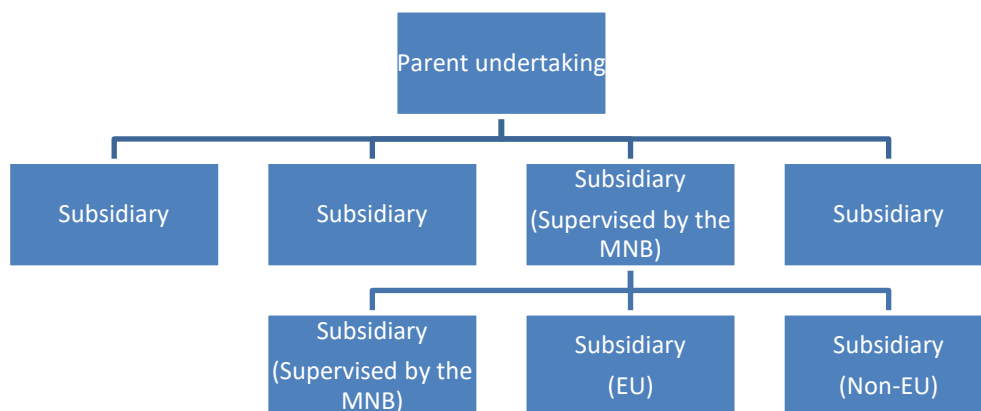 Parent undertaking
Subsidiary
Subsidiary
Subsidiary
(Supervised by the
MNB)
Subsidiary
Subsidiary
(Supervised by the
MNB)
Subsidiary
(EU)
Subsidiary
(Non-EU)